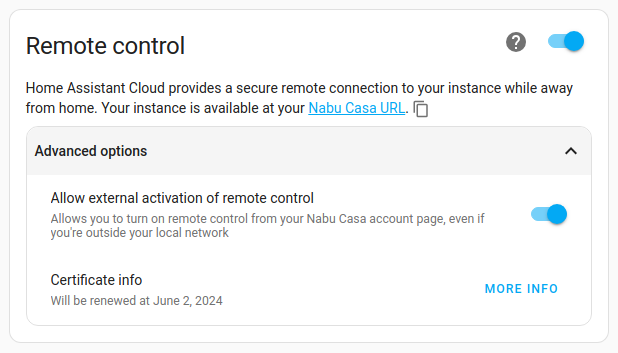 Remote control
Home Assistant Cloud provides a secure remote connection to your instance while away
from home. Your instance is available at your Nabu Casa URL.
Advanced options
Allow external activation of remote control
Allows you to turn on remote control from your Nabu Casa account page, even if
you're outside your local network
Certificate info
Will be renewed at June 2, 2024
MORE INFO